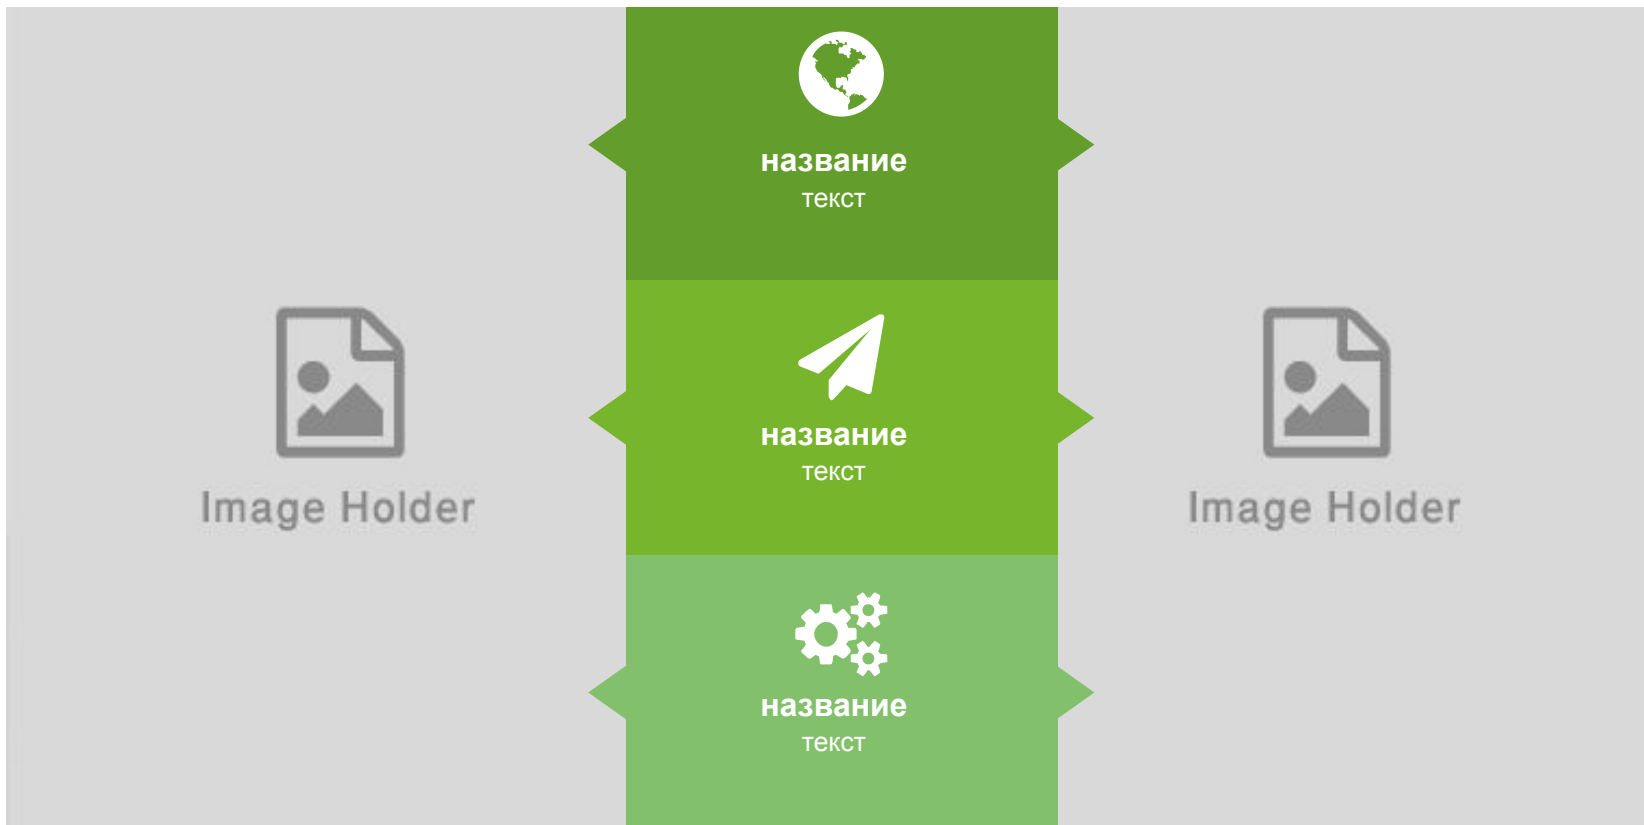 название
текст
Image Holder
название
текст
Image Holder
название
текст